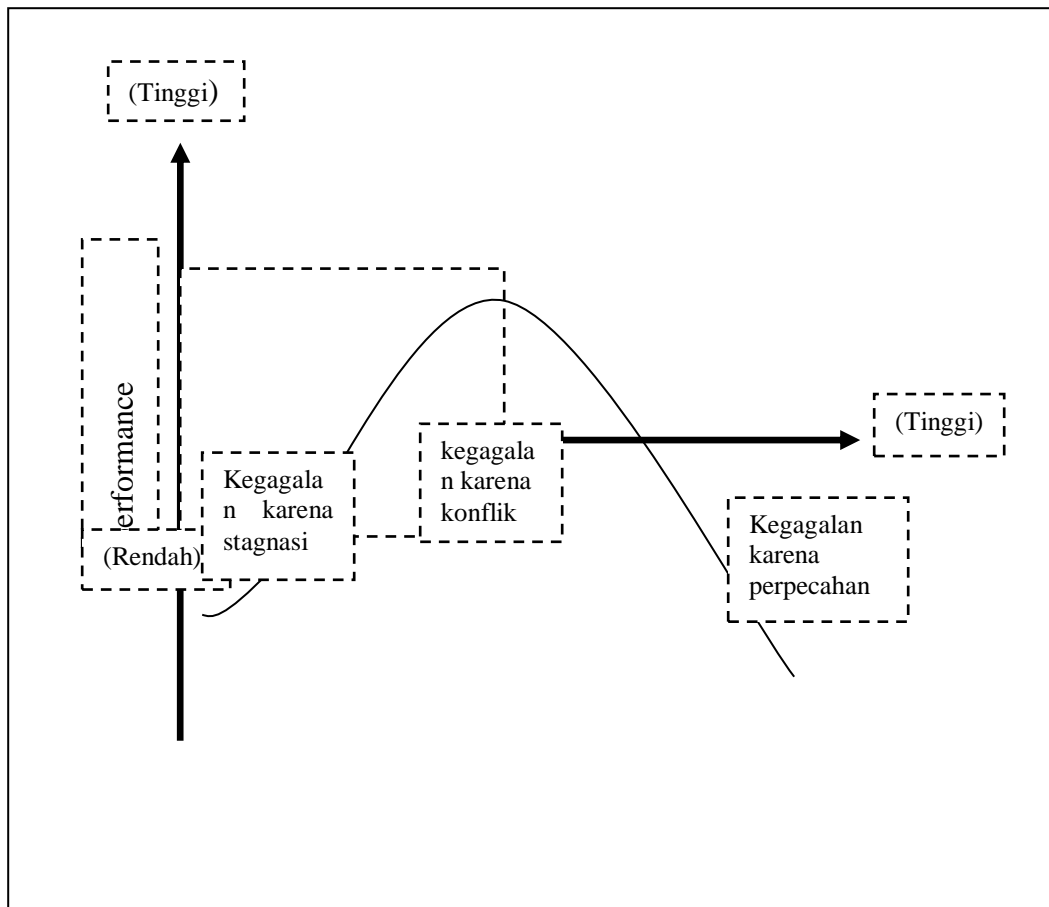 (Tinggi)
erformance
(Rendah)
Kegagala
n karena
stagnasi
kegagala
n karena
konflik
(Tinggi)
Kegagalan
karena
perpecahan